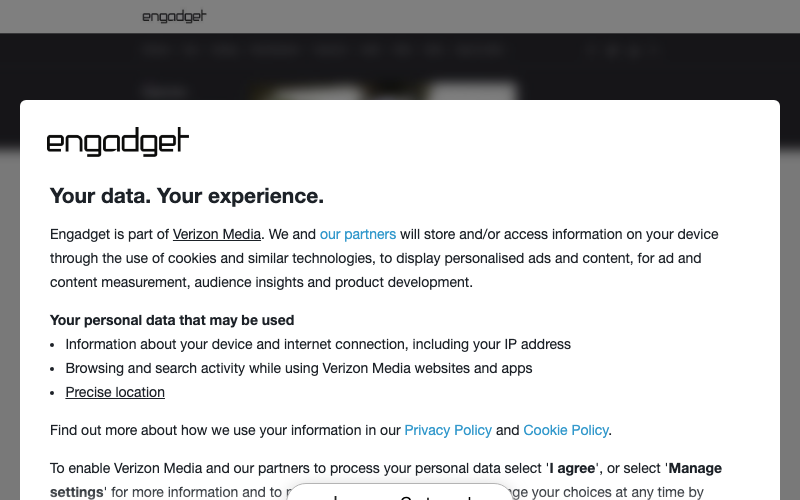 engadget
engadget
Your data. Your experience.
Engadget is part of Verizon Media. We and our partners will store and/or access information on your device
through the use of cookies and similar technologies, to display personalised ads and content, for ad and
content measurement, audience insights and product development.
Your personal data that may be used
• Information about your device and internet connection, including your IP address
• Browsing and search activity while using Verizon Media websites and apps
• Precise location
Find out more about how we use your information in our Privacy Policy and Cookie Policy.
To enable Verizon Media and our partners to process your personal data select 'I agree', or select 'Manage
settings' for more information and to your choices at any time by